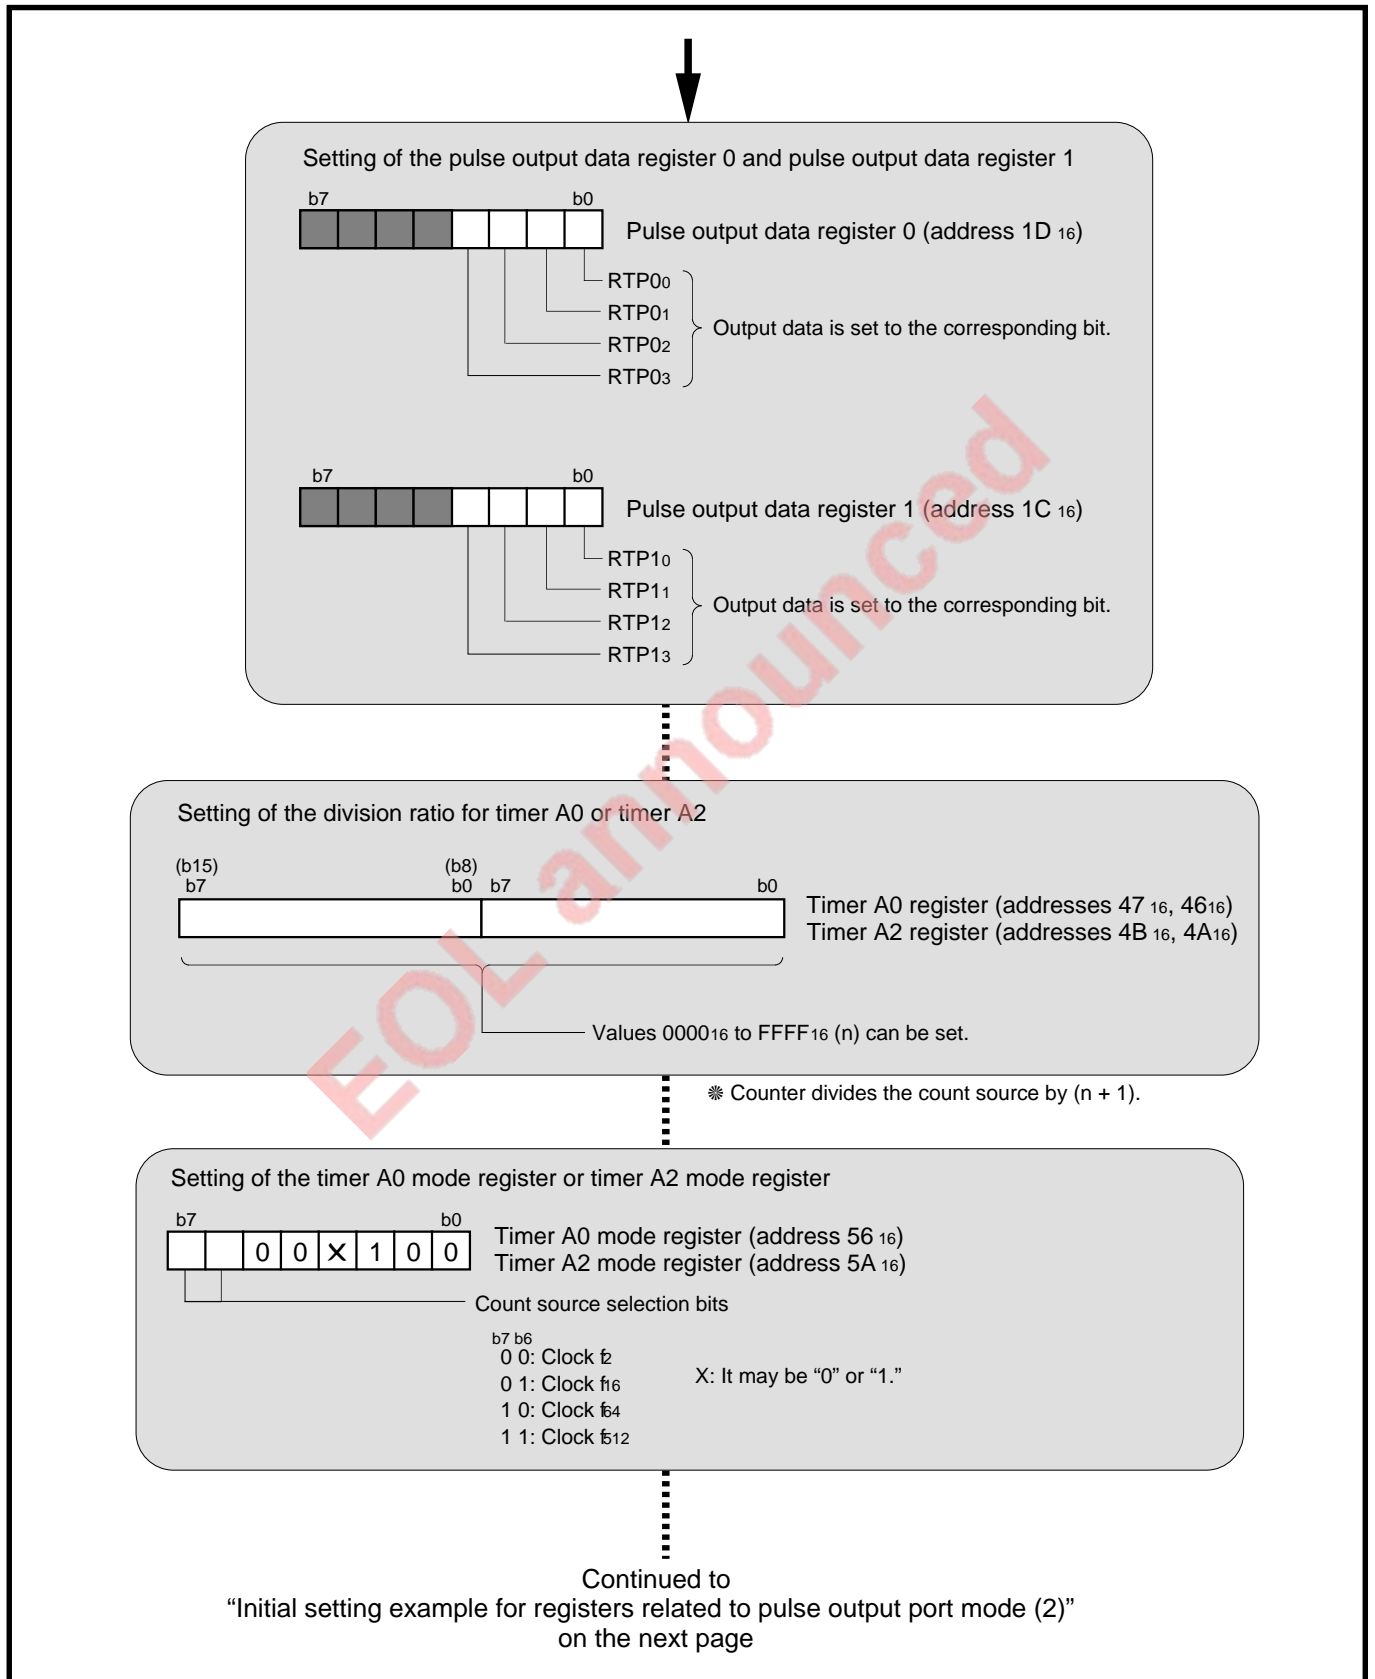 Setting of the pulse output data register 0 and pulse output data register 1
b7 b0
Pulse output data register 0 (address 1D 16)
RTP00
RTP01
Output data is set to the corresponding bit.
RTP02
RTP03
b7 b0
Pulse output data register 1 (address 1C 16)
RTP10
RTP11
Output data is set to the corresponding bit.
RTP12
RTP13
EOL announced
Setting of the division ratio for timer A0 or timer A2
(b15) (b8)
b7 b0 b7 b0
Timer A0 register (addresses 47 16, 4616)
Timer A2 register (addresses 4B 16, 4A16)
Values 000016 to FFFF16 (n) can be set.
❊ Counter divides the count source by (n + 1).
Setting of the timer A0 mode register or timer A2 mode register
b7 b0
0 0 X 1 0 0
Timer A0 mode register (address 56 16)
Timer A2 mode register (address 5A 16)
Count source selection bits
b7 b6
0 0: Clock f2
0 1: Clock f16
X: It may be “0” or “1.”
1 0: Clock f64
1 1: Clock f512
Continued to
“Initial setting example for registers related to pulse output port mode (2)”
on the next page